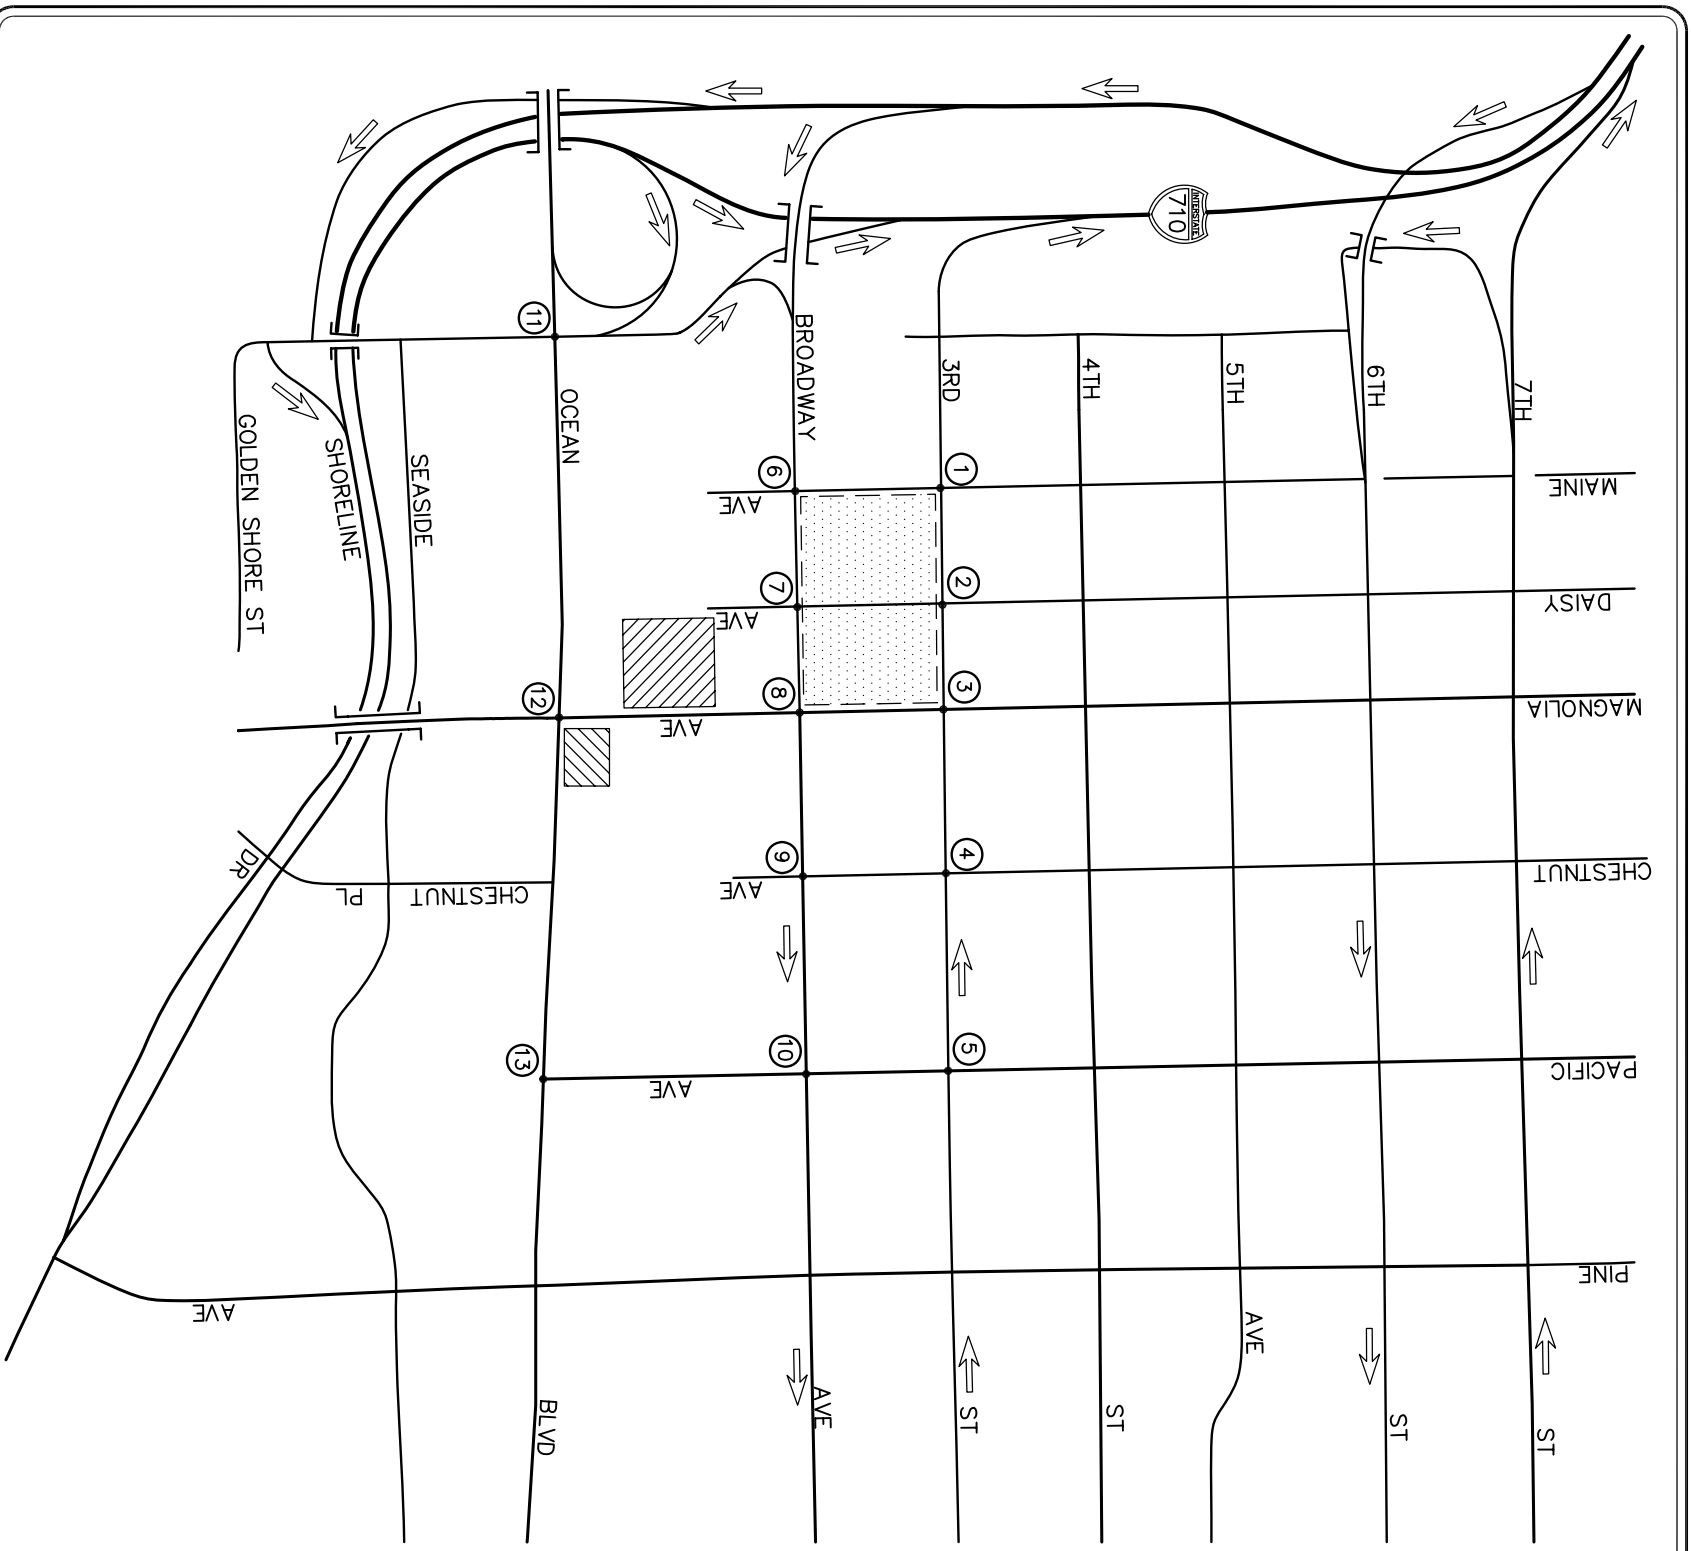 INTERSTATE
710
7TH
ST
6TH
ST
5TH
AVE
4TH
ST
3RD
ST
BROADWAY
AVE
OCEAN
BLVD
SEASIDE
SHORELINE
DR
GOLDEN SHORE ST
MAINE
AVE
DAISY
AVE
MAGNOLIA
AVE
CHESTNUT
AVE
CHESTNUT PL
PACIFIC
AVE
PINE
AVE
1
2
3
4
5
6
7
8
9
10
11
12
13